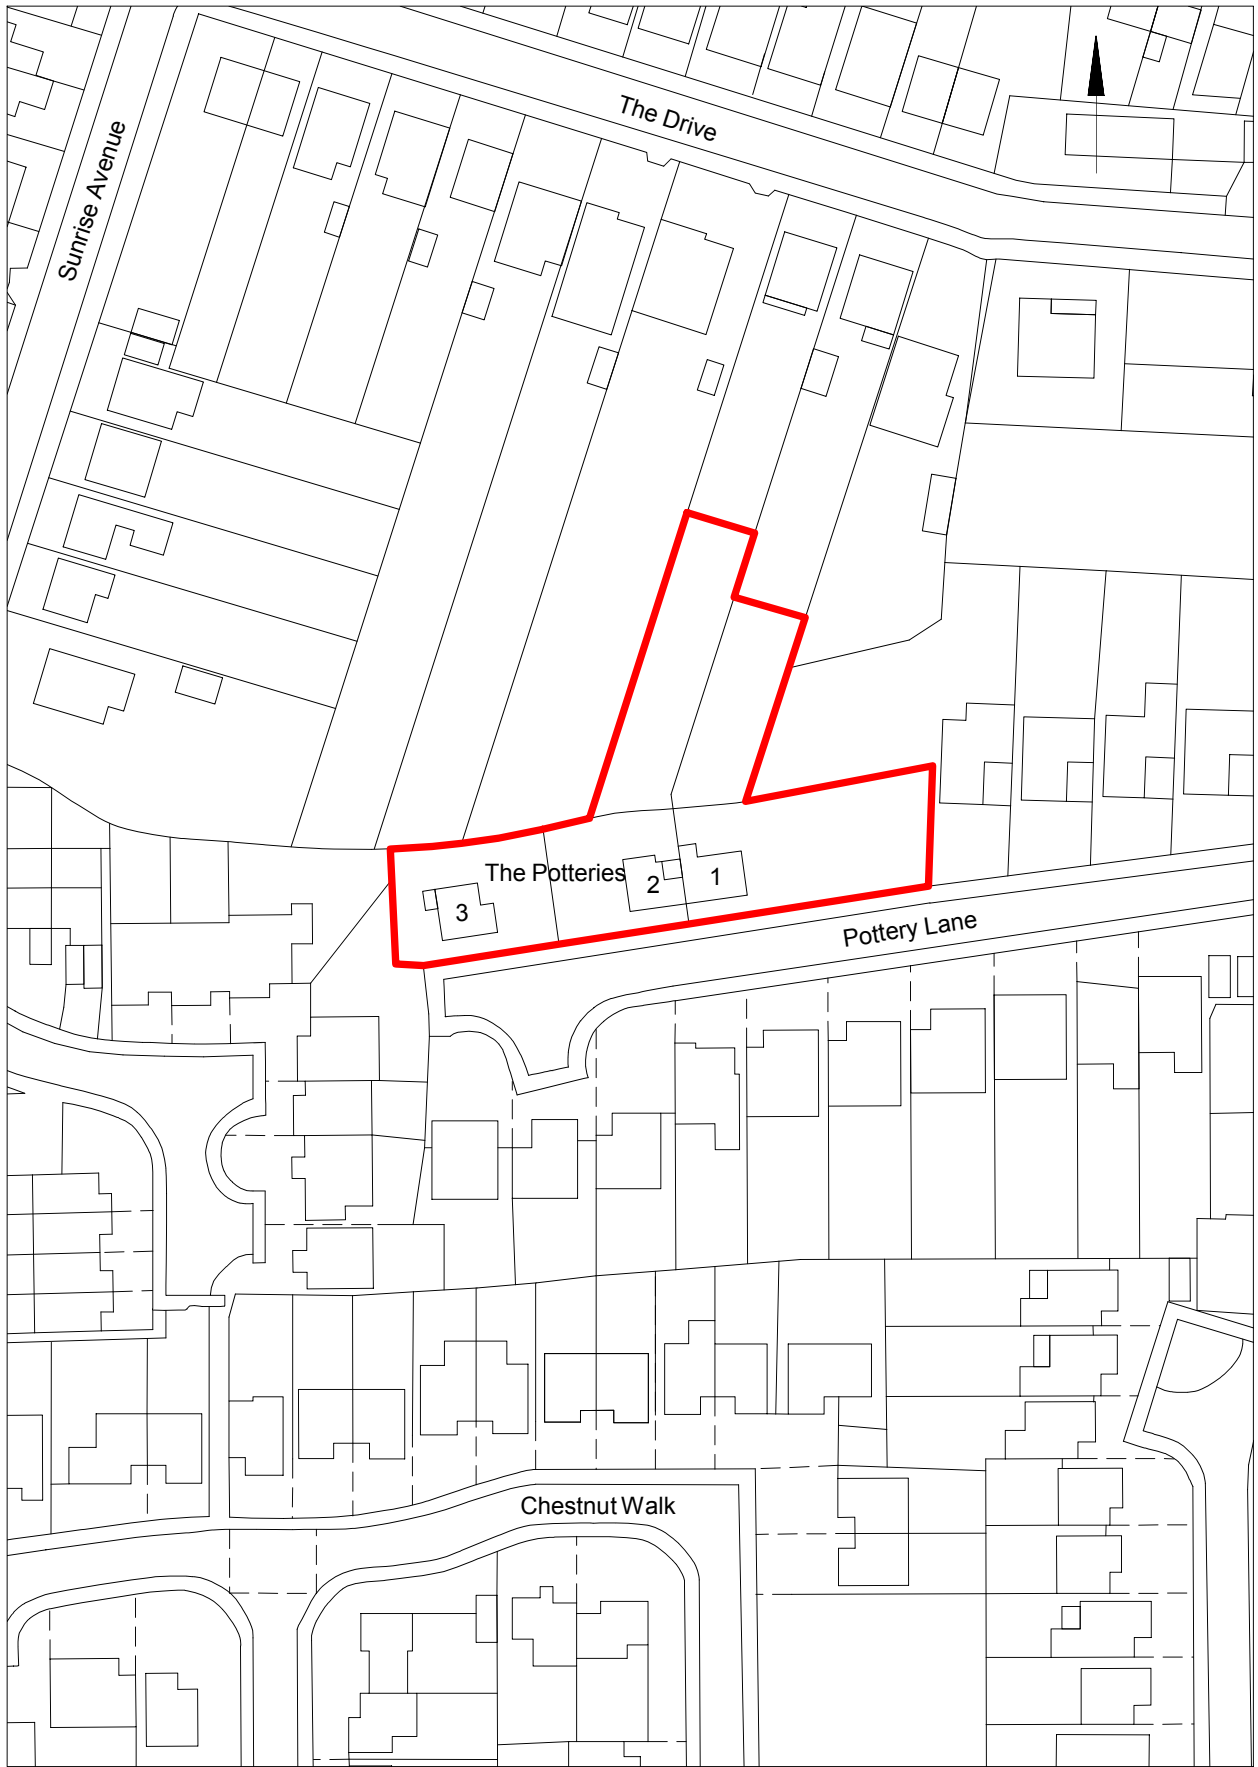 The Drive
Sunrise Avenue
The Potteries
1
2
3
Pottery Lane
Chestnut Walk